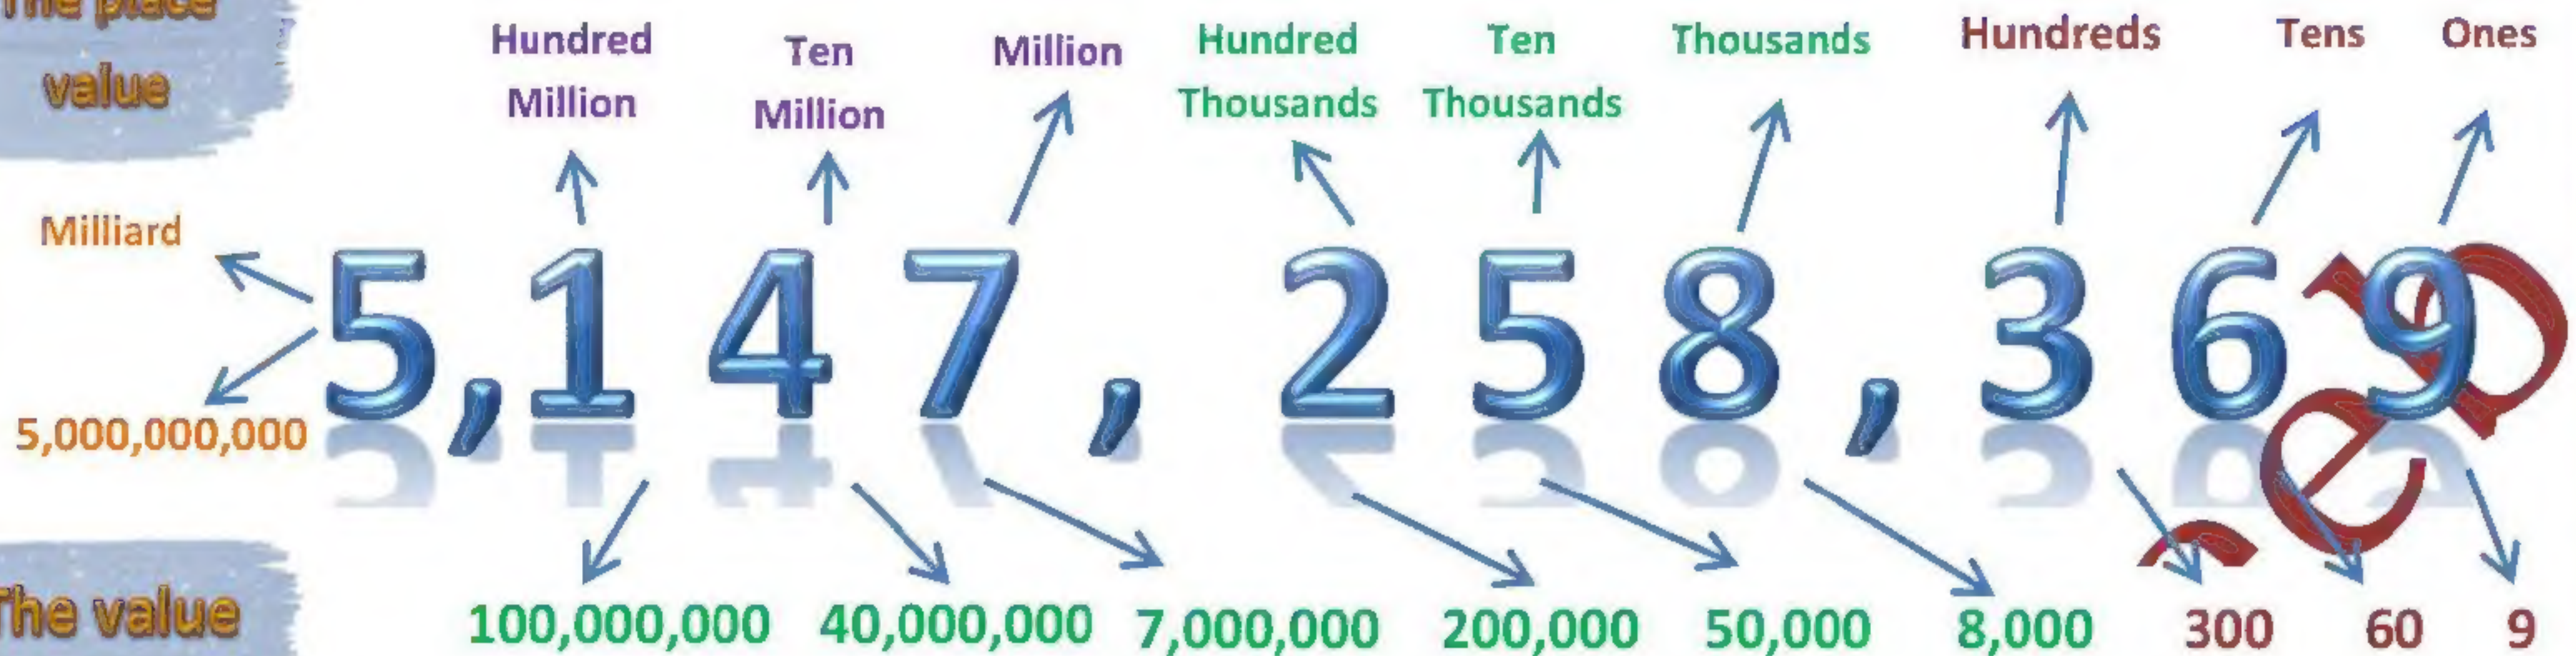 The place
value
Hundred
Million
Ten
Million
Million
Hundred
Thousands
Ten
Thousands
Thousands
Hundreds
Tens
Ones
Milliard
5,147,258,369
5,000,000,000
The value
100,000,000 40,000,000 7,000,000 200,000 50,000 8,000 300 60 9